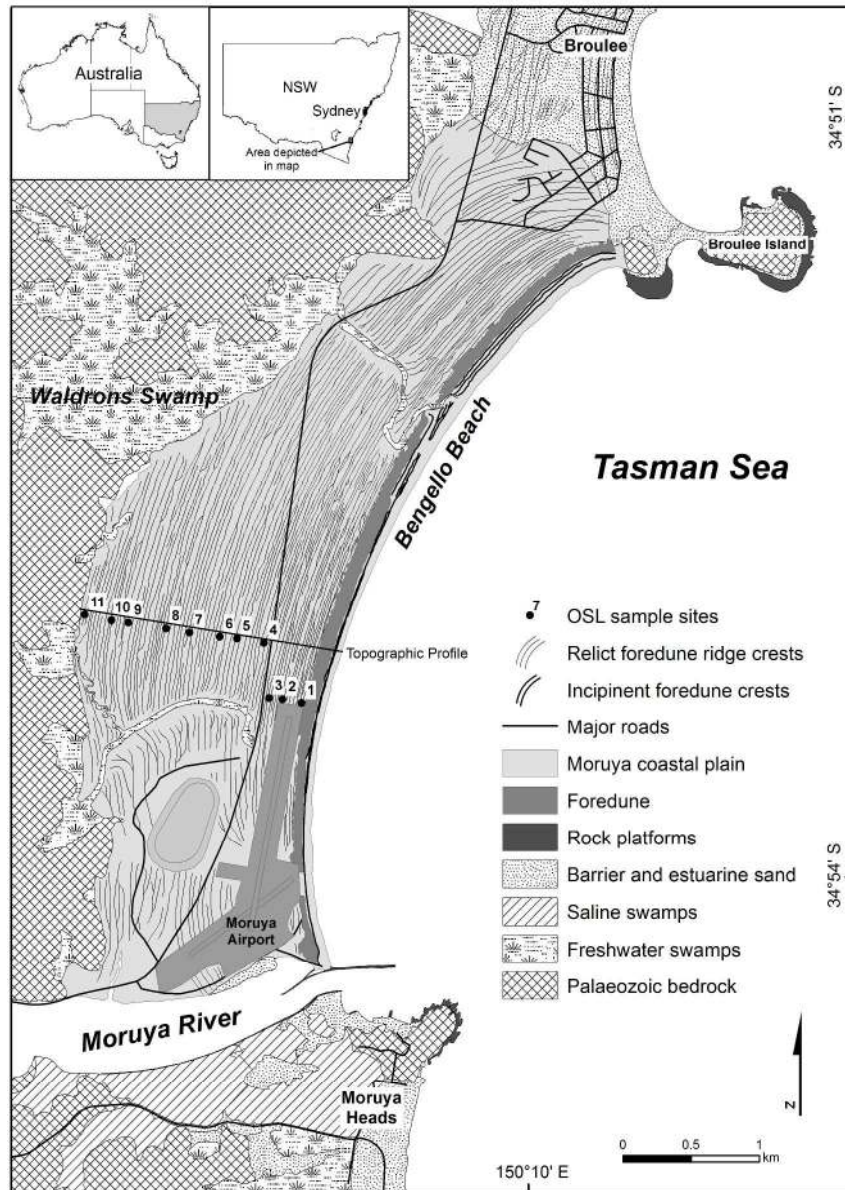 Australia
NSW
Sydney
Area depicted
in map
Broulee
34°51' S
Broulee Island
Waldrons Swamp
Bengello Beach
Tasman Sea
11
10
9
8
7
6
5
4
Topographic Profile
3
2
1
7
OSL sample sites
Relict foredune ridge crests
Incipinent foredune crests
Major roads
Moruya coastal plain
Foredune
Rock platforms
Barrier and estuarine sand
Saline swamps
Freshwater swamps
Palaeozoic bedrock
34°54' S
Moruya
Airport
Moruya River
Moruya
Heads
N
0 0.5 1
km
150°10' E